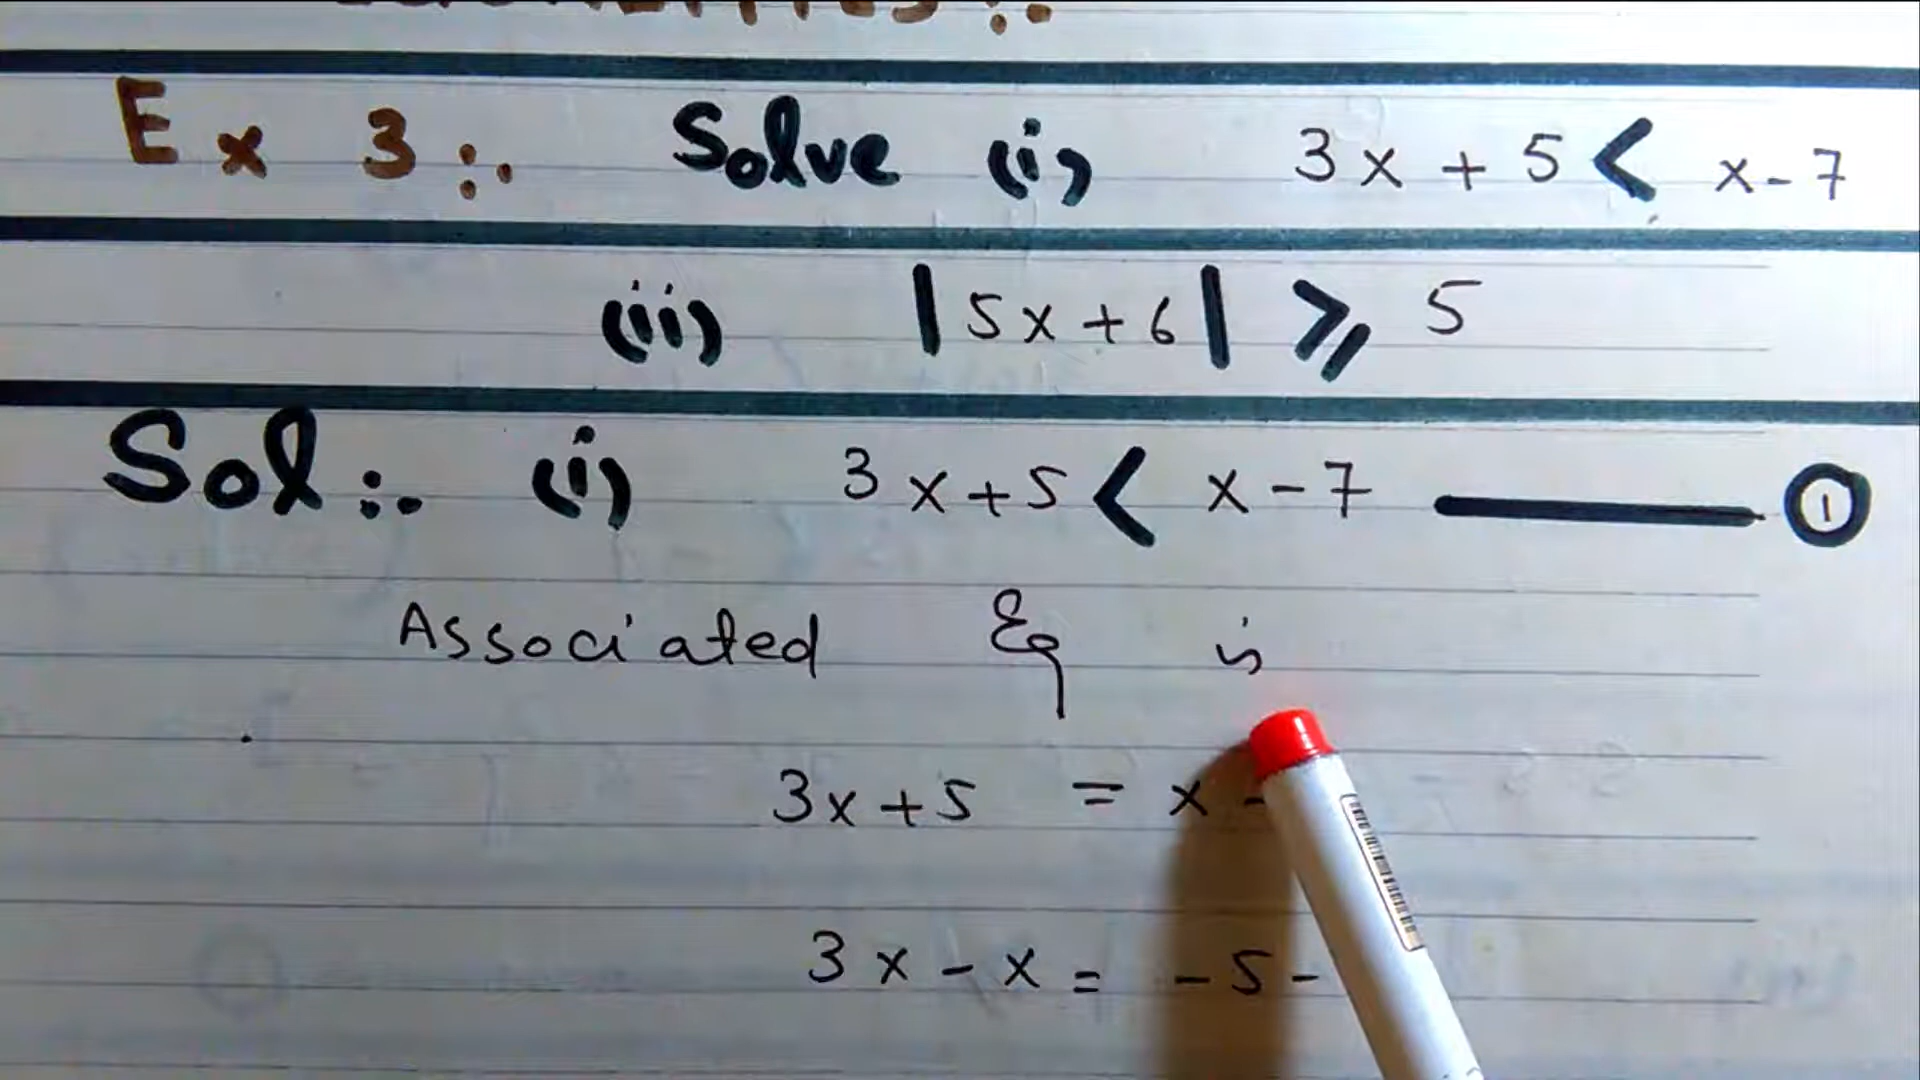 Ex 3:. Solve (i) 3x + 5 < x - 7
(ii) |5x + 6| ⩾ 5
Sol:. (i) 3x + 5 < x - 7 —— ①
Associated Eq is
3x + 5 = x -
3x - x = - 5 -